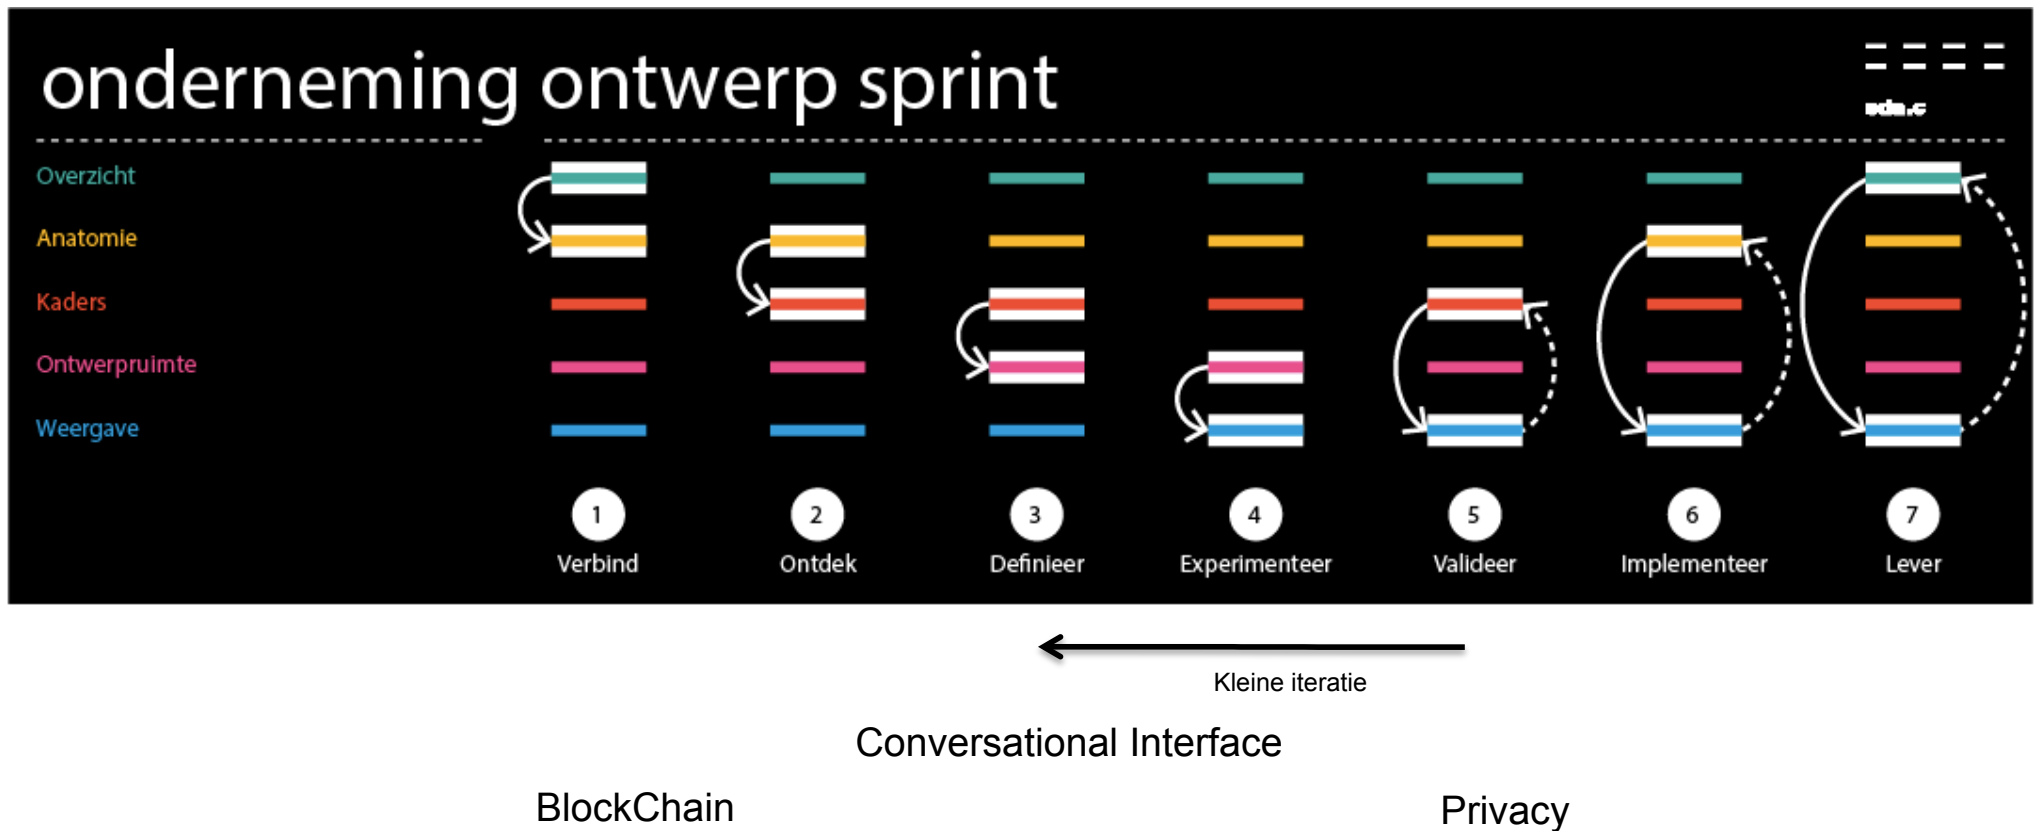 onderneming ontwerp sprint
Overzicht
Anatomie
Kaders
Ontwerpruimte
Weergave
1 2 3 4 5 6 7
Verbind Ontdek Definieer Experimenteer Valideer Implementeer Lever
Kleine iteratie
Conversational Interface
BlockChain Privacy